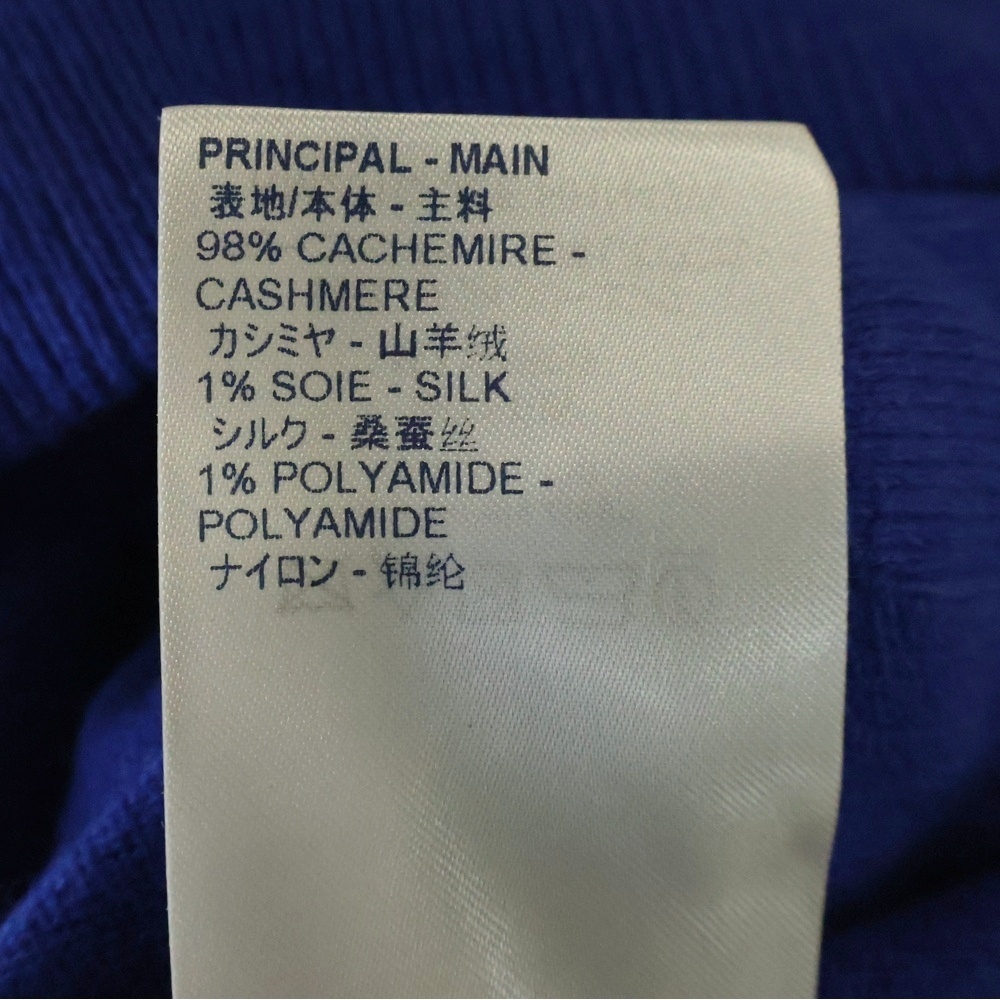 PRINCIPAL - MAIN
表地/本体 - 主料
98% CACHEMIRE -
CASHMERE
カシミヤ - 山羊绒
1% SOIE - SILK
シルク - 桑蚕丝
1% POLYAMIDE -
POLYAMIDE
ナイロン - 锦纶